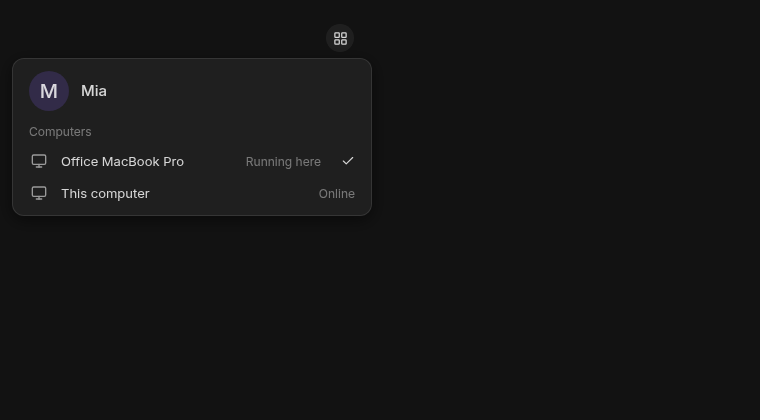 M
Mia
Computers
Office MacBook Pro Running here
This computer Online